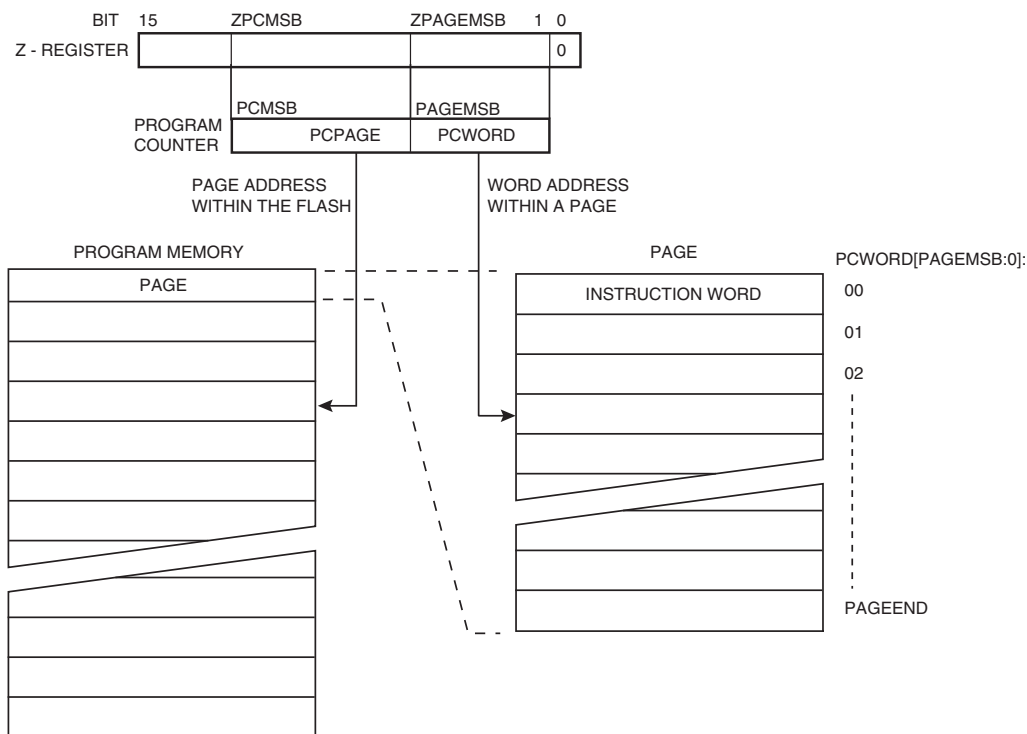 BIT 15 ZPCMSB ZPAGEMSB 1 0
Z - REGISTER 0
PCMSB PAGEMSB
PROGRAM
COUNTER
PCPAGE PCWORD
PAGE ADDRESS
WITHIN THE FLASH
WORD ADDRESS
WITHIN A PAGE
PROGRAM MEMORY
PAGE
PAGE
PCWORD[PAGEMSB:0]:
INSTRUCTION WORD
00
01
02
PAGEEND